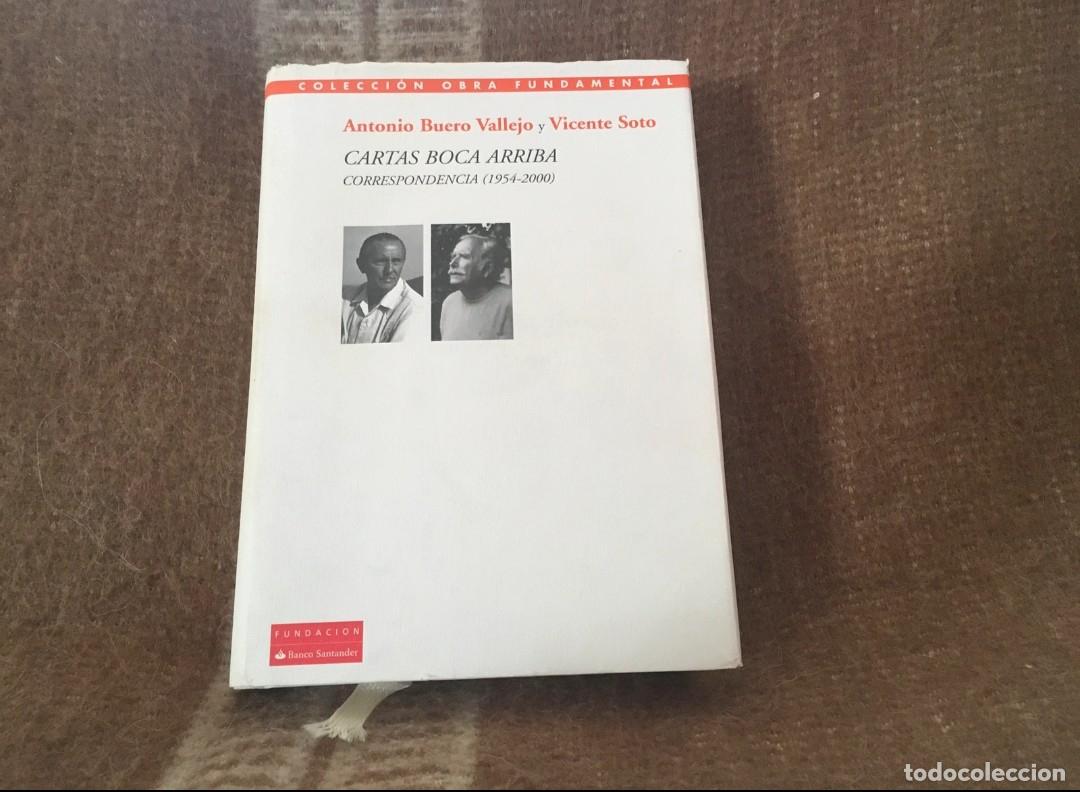 COLECCIÓN OBRA FUNDAMENTAL
Antonio Buero Vallejo y Vicente Soto
CARTAS BOCA ARRIBA
CORRESPONDENCIA (1954-2000)
FUNDACION
Banco Santander
todocoleccion